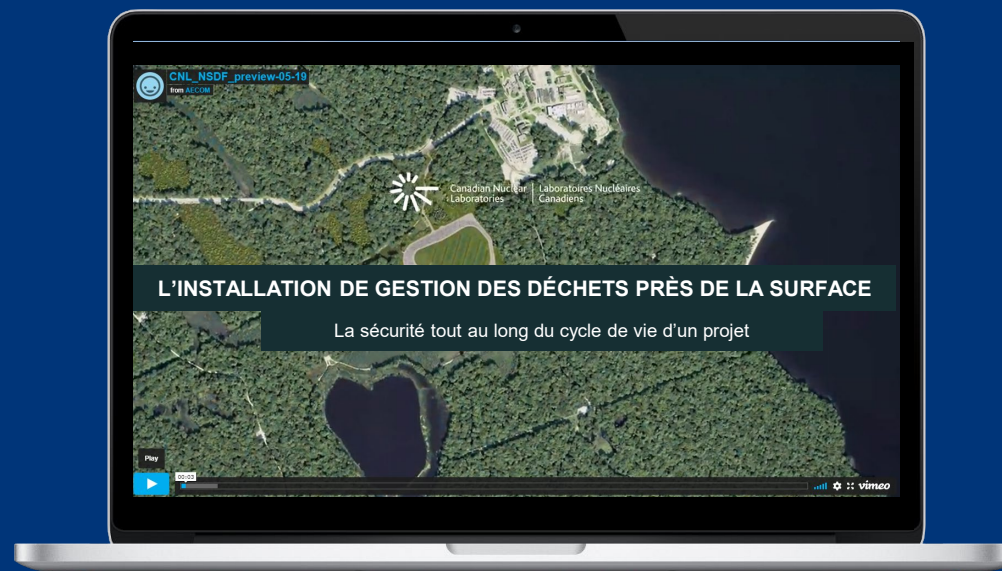 CNL_NSDF_preview-05-19
from AECOM
Canadian Nuclear
Laboratories
Laboratoires Nucléaires
Canadiens
L’INSTALLATION DE GESTION DES DÉCHETS PRÈS DE LA SURFACE
La sécurité tout au long du cycle de vie d’un projet
Play
00:03
vimeo